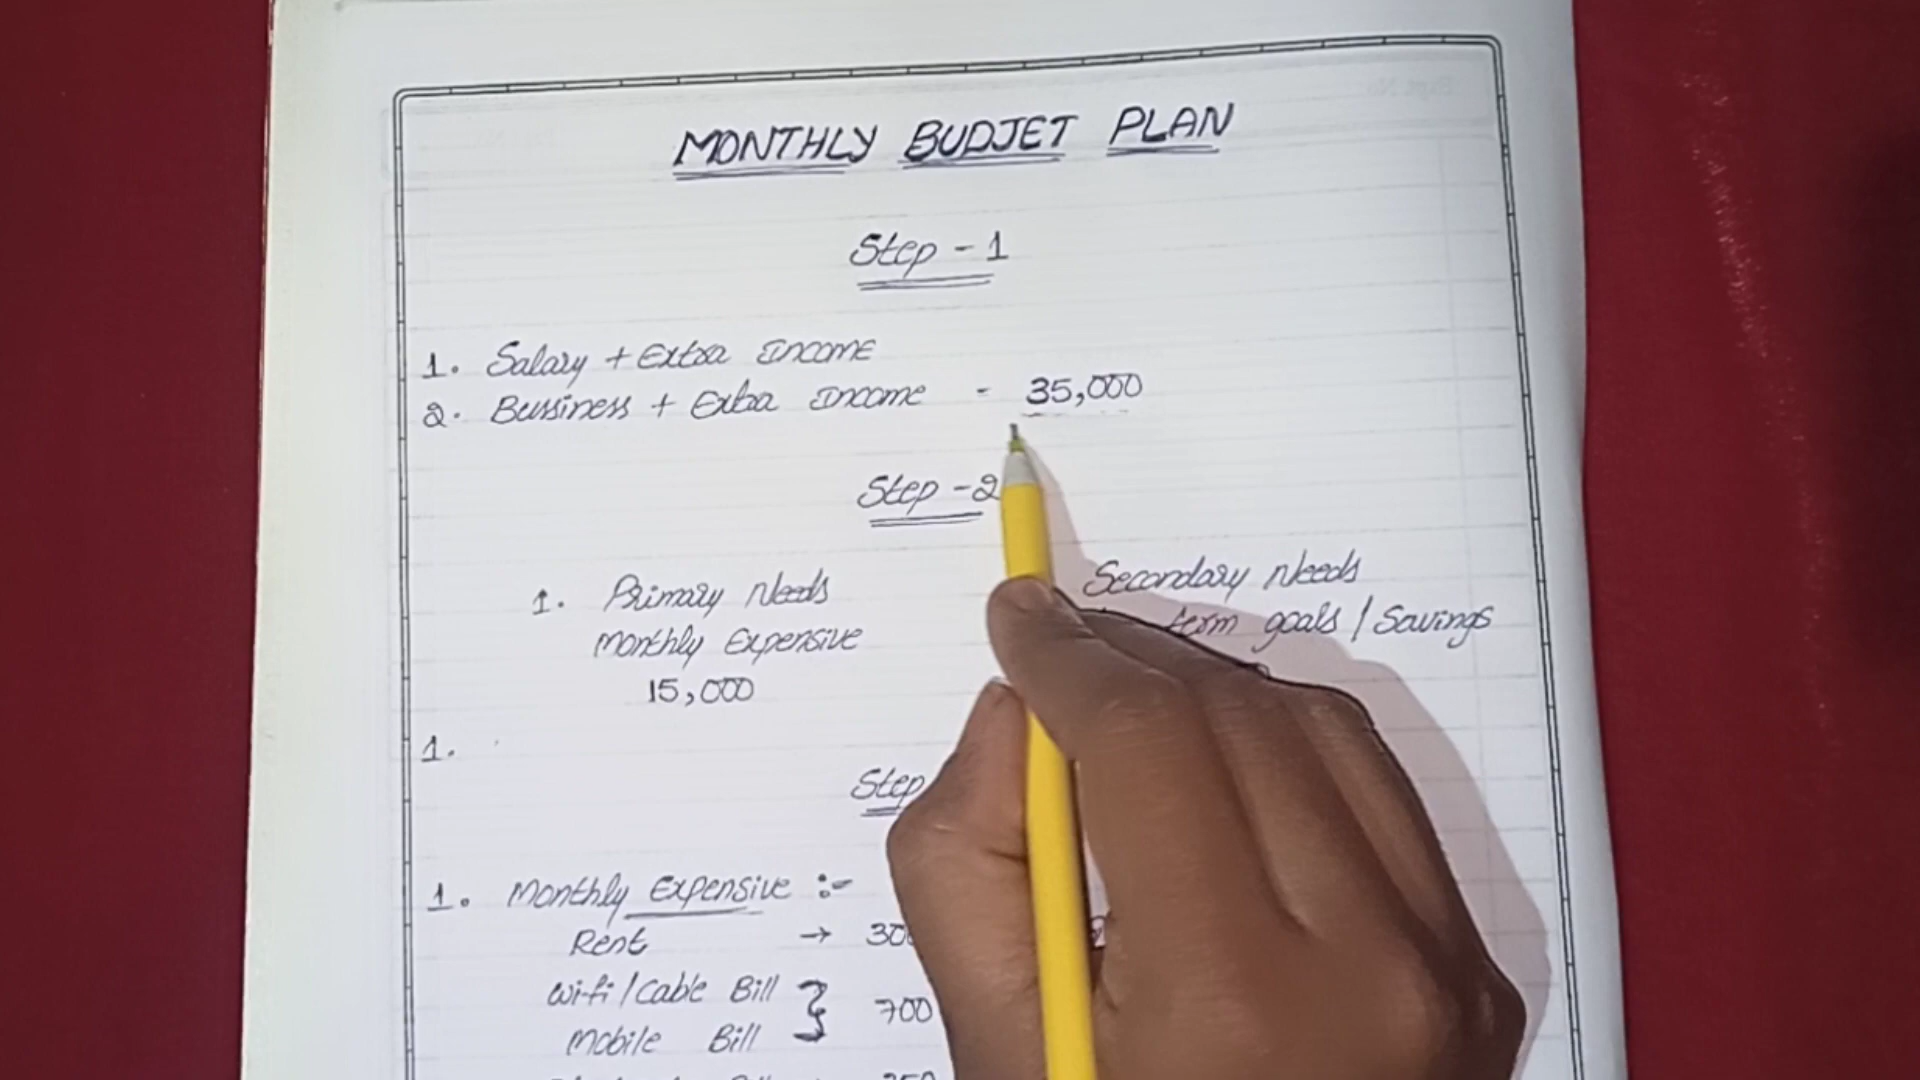 MONTHLY BUDJET PLAN
Step - 1
1. Salary + Extra Income
2. Bussiness + Extra Income - 35,000
Step - 2
1. Primary Needs
Monthly Expensive
15,000
Secondary Needs
term goals / Savings
1.
Step
1. Monthly Expensive :-
Rent → 300
Wi-fi / Cable Bill
Mobile Bill } 700